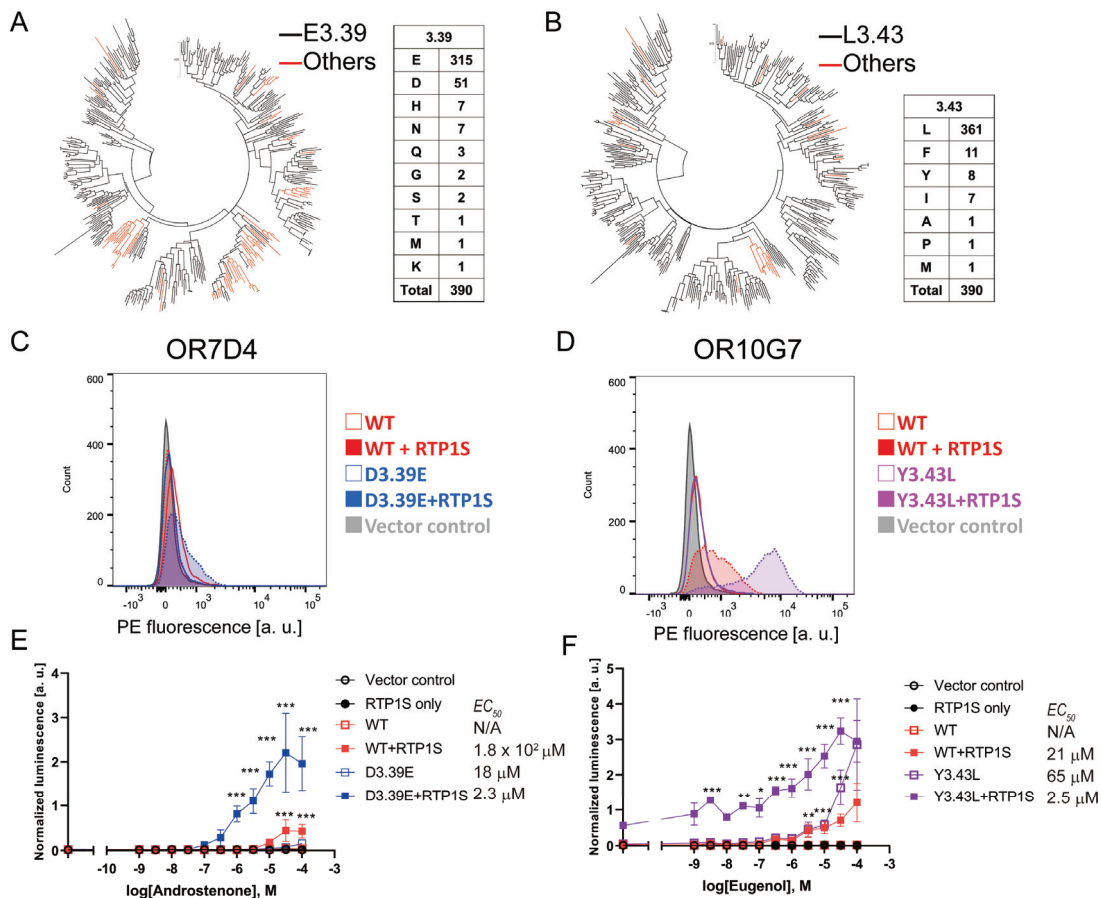 A
E3.39
Others
3.39
E 315
D 51
H 7
N 7
Q 3
G 2
S 2
T 1
M 1
K 1
Total 390
B
L3.43
Others
3.43
L 361
F 11
Y 8
I 7
A 1
P 1
M 1
Total 390
C
OR7D4
600
400
200
0
Count
-10³ 0 10³ 10⁴ 10⁵
PE fluorescence [a. u.]
WT
WT + RTP1S
D3.39E
D3.39E+RTP1S
Vector control
D
OR10G7
600
400
200
0
Count
-10³ 0 10³ 10⁴ 10⁵
PE fluorescence [a. u.]
WT
WT + RTP1S
Y3.43L
Y3.43L+RTP1S
Vector control
E
Normalized luminescence [a. u.]
4
3
2
1
0
*** *** *** *** *** *** ***
-10 -9 -8 -7 -6 -5 -4 -3
log[Androstenone], M
Vector control
RTP1S only EC50
WT N/A
WT+RTP1S 1.8 x 10² µM
D3.39E 18 µM
D3.39E+RTP1S 2.3 µM
F
Normalized luminescence [a. u.]
5
4
3
2
1
0
*** ** * *** *** *** *** *** *** ** ***
-10 -9 -8 -7 -6 -5 -4 -3
log[Eugenol], M
Vector control
RTP1S only EC50
WT N/A
WT+RTP1S 21 µM
Y3.43L 65 µM
Y3.43L+RTP1S 2.5 µM